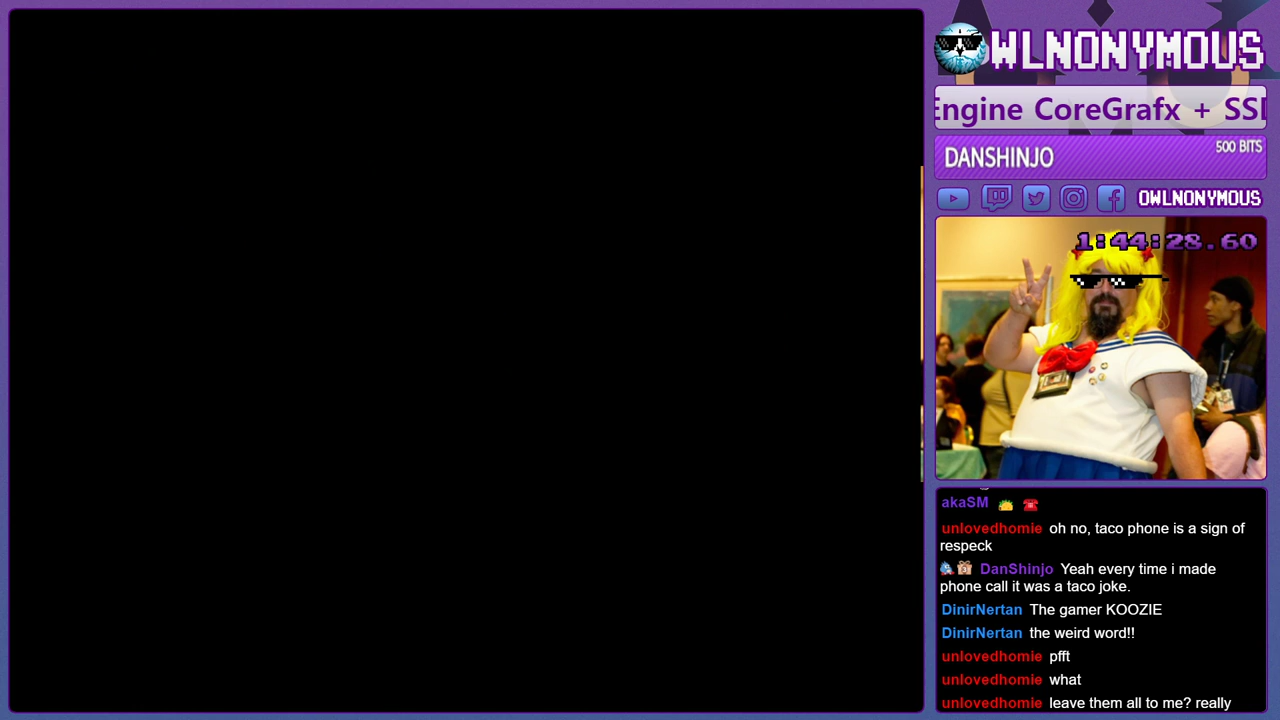 WLNONYMOUS
Engine CoreGrafx + SSD
DANSHINJO
500 BITS
OWLNONYMOUS
1:44:28.60
akaSM
unlovedhomie oh no, taco phone is a sign of
respeck
DanShinjo Yeah every time i made
phone call it was a taco joke.
DinirNertan The gamer KOOZIE
DinirNertan the weird word!!
unlovedhomie pfft
unlovedhomie what
unlovedhomie leave them all to me? really